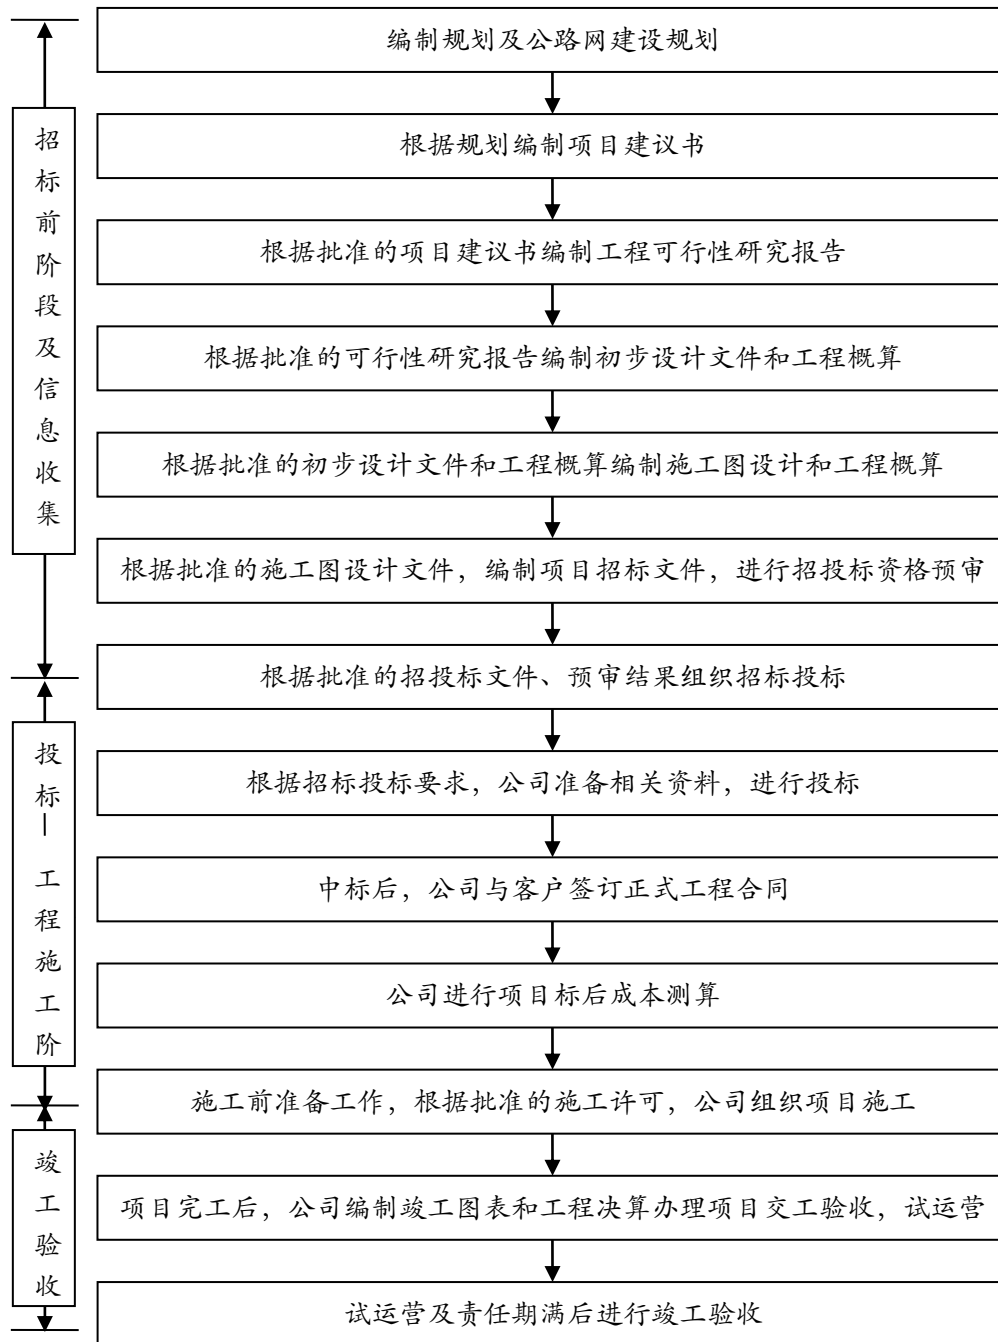 编制规划及公路网建设规划
根据规划编制项目建议书
根据批准的项目建议书编制工程可行性研究报告
根据批准的可行性研究报告编制初步设计文件和工程概算
根据批准的初步设计文件和工程概算编制施工图设计和工程概算
根据批准的施工图设计文件，编制项目招标文件，进行招投标资格预审
招标前阶段及信息收集
根据批准的招投标文件、预审结果组织招标投标
根据招标投标要求，公司准备相关资料，进行投标
中标后，公司与客户签订正式工程合同
公司进行项目标后成本测算
施工前准备工作，根据批准的施工许可，公司组织项目施工
投标—工程施工阶
项目完工后，公司编制竣工图表和工程决算办理项目交工验收，试运营
试运营及责任期满后进行竣工验收
竣工验收